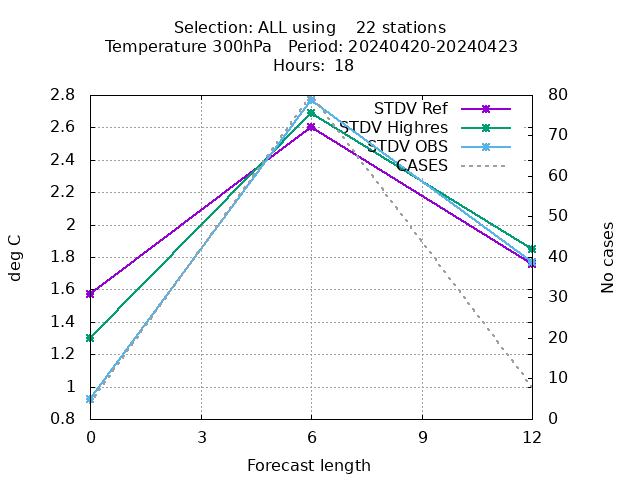 Selection: ALL using    22 stations
Temperature 300hPa   Period: 20240420-20240423
Hours:  18
STDV Ref
STDV Highres
STDV OBS
CASES
2.8
2.6
2.4
2.2
2
1.8
1.6
1.4
1.2
1
0.8
deg C
80
70
60
50
40
30
20
10
0
No cases
0 3 6 9 12
Forecast length